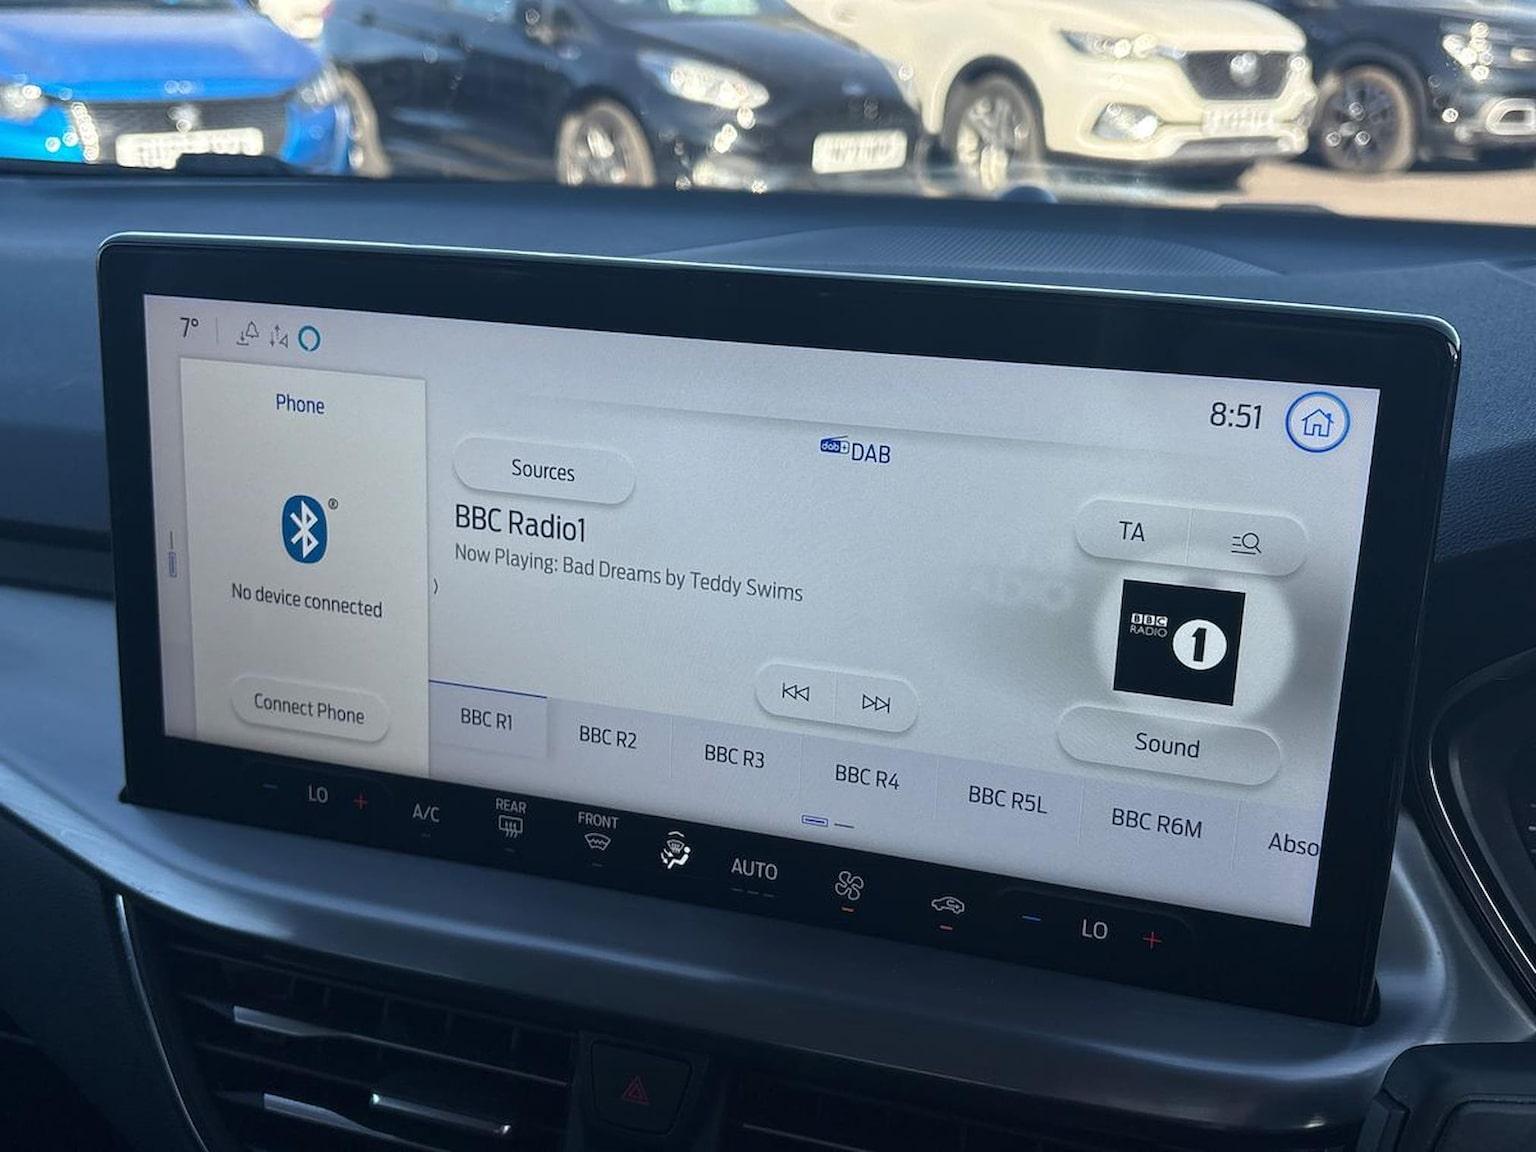 7°
8:51
Phone
®
No device connected
Connect Phone
Sources
dab+ DAB
BBC Radio1
Now Playing: Bad Dreams by Teddy Swims
TA
BBC
RADIO
1
Sound
BBC R1
BBC R2
BBC R3
BBC R4
BBC R5L
BBC R6M
Abso
- LO +
A/C
REAR
FRONT
AUTO
- LO +